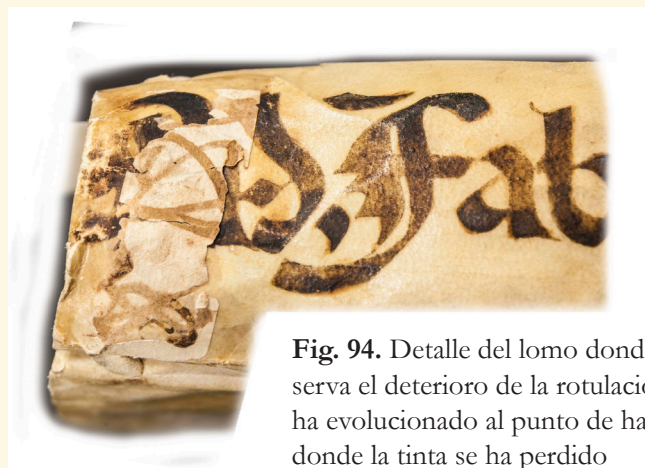 Fab
Fig. 94. Detalle del lomo dond
serva el deterioro de la rotulació
ha evolucionado al punto de ha
donde la tinta se ha perdido